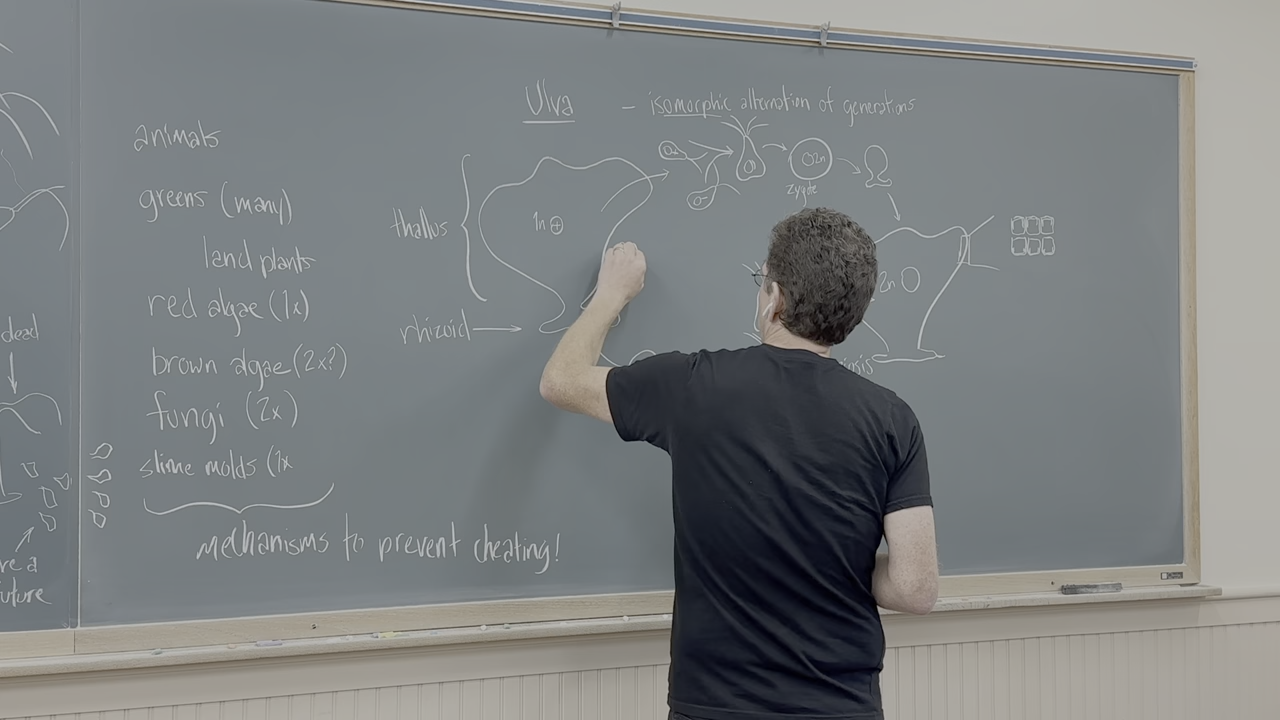 dead
animals
greens (many)
land plants
red algae (1x)
brown algae (2x?)
fungi (2x)
slime molds (1x
mechanisms to prevent cheating!
Ulva - isomorphic alternation of generations
thallus
1n ⊕
rhizoid
2n
zygote
2n